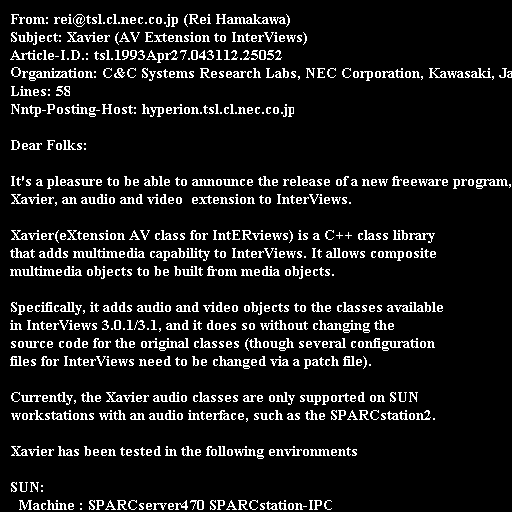 From: rei@tsl.cl.nec.co.jp (Rei Hamakawa)
Subject: Xavier (AV Extension to InterViews)
Article-I.D.: tsl.1993Apr27.043112.25052
Organization: C&C Systems Research Labs, NEC Corporation, Kawasaki, Ja
Lines: 58
Nntp-Posting-Host: hyperion.tsl.cl.nec.co.jp

Dear Folks:

It's a pleasure to be able to announce the release of a new freeware program,
Xavier, an audio and video  extension to InterViews.

Xavier(eXtension AV class for IntERviews) is a C++ class library
that adds multimedia capability to InterViews. It allows composite
multimedia objects to be built from media objects.

Specifically, it adds audio and video objects to the classes available
in InterViews 3.0.1/3.1, and it does so without changing the
source code for the original classes (though several configuration
files for InterViews need to be changed via a patch file).

Currently, the Xavier audio classes are only supported on SUN
workstations with an audio interface, such as the SPARCstation2.

Xavier has been tested in the following environments

SUN:
  Machine : SPARCserver470 SPARCstation-IPC